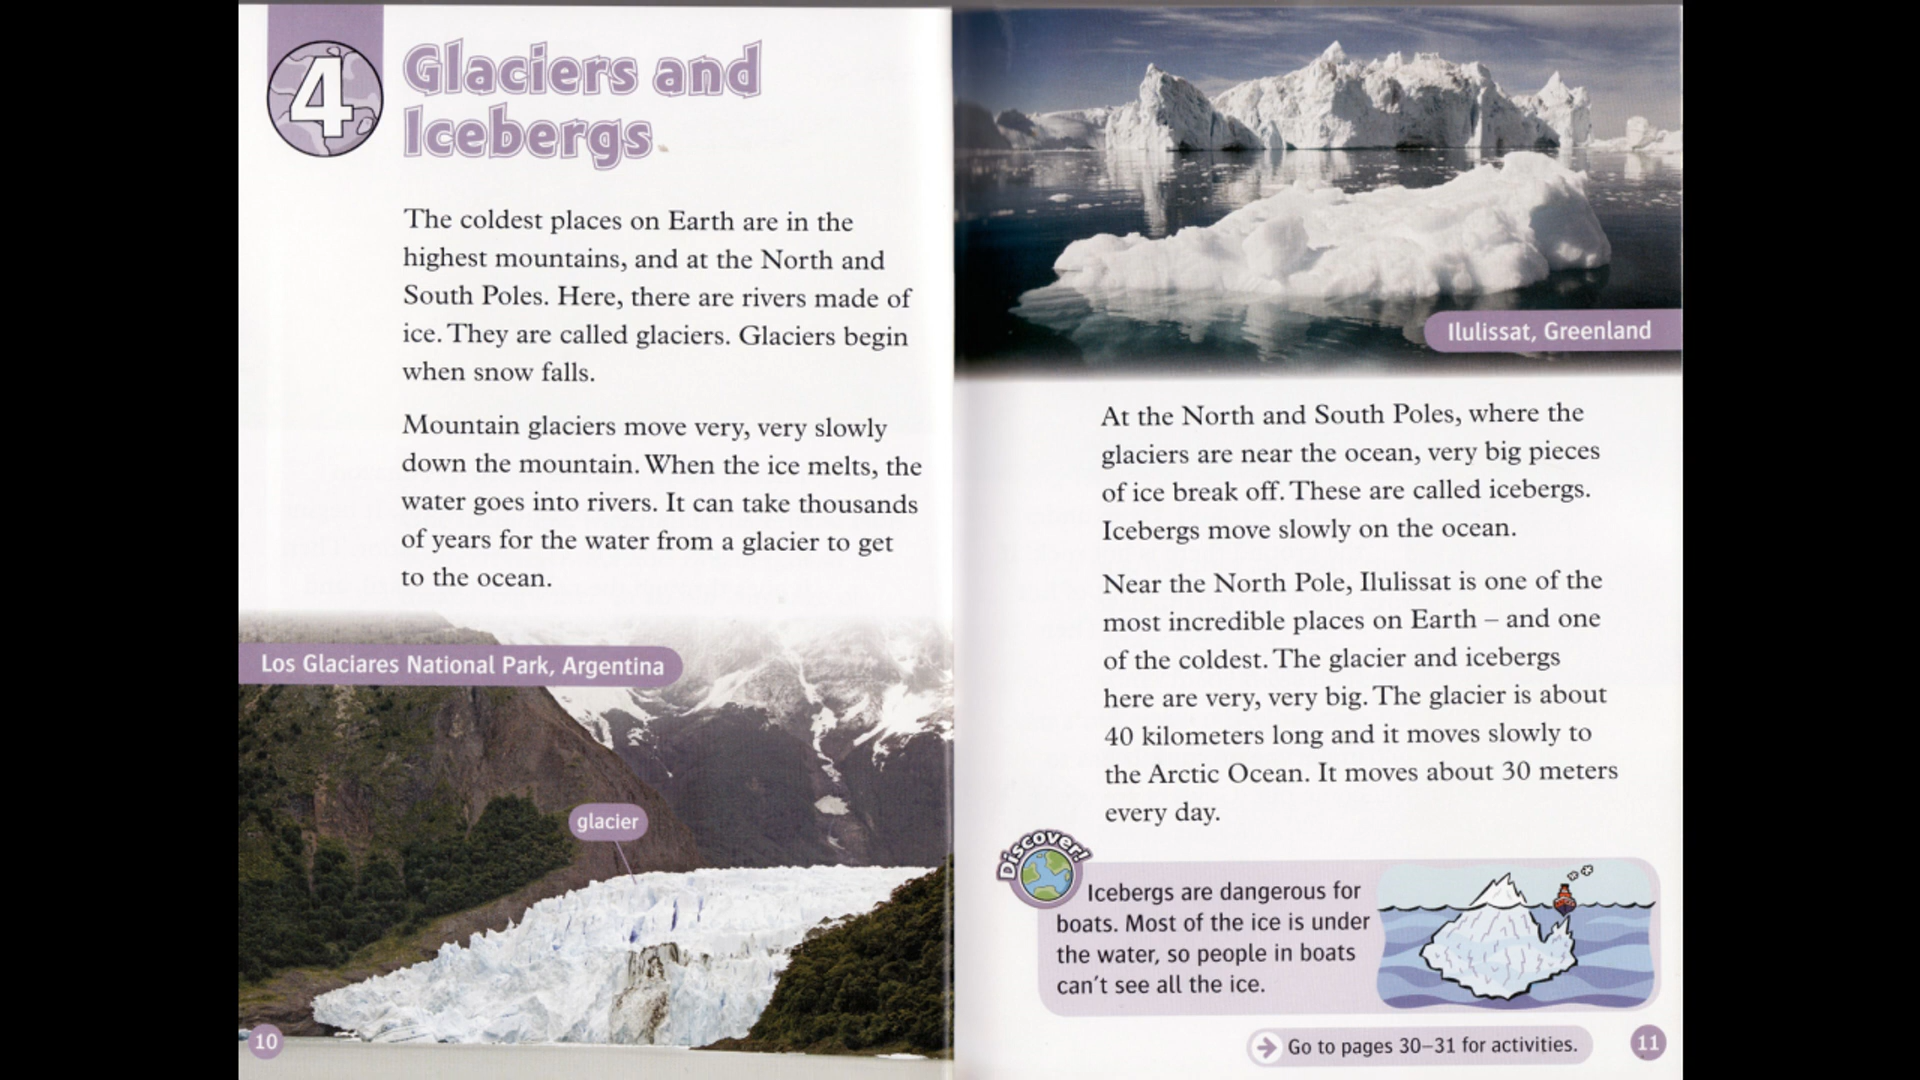 4
Glaciers and
Icebergs
The coldest places on Earth are in the
highest mountains, and at the North and
South Poles. Here, there are rivers made of
ice. They are called glaciers. Glaciers begin
when snow falls.
Mountain glaciers move very, very slowly
down the mountain. When the ice melts, the
water goes into rivers. It can take thousands
of years for the water from a glacier to get
to the ocean.
Los Glaciares National Park, Argentina
glacier
10
Ilulissat, Greenland
At the North and South Poles, where the
glaciers are near the ocean, very big pieces
of ice break off. These are called icebergs.
Icebergs move slowly on the ocean.
Near the North Pole, Ilulissat is one of the
most incredible places on Earth – and one
of the coldest. The glacier and icebergs
here are very, very big. The glacier is about
40 kilometers long and it moves slowly to
the Arctic Ocean. It moves about 30 meters
every day.
Discover!
Icebergs are dangerous for
boats. Most of the ice is under
the water, so people in boats
can't see all the ice.
Go to pages 30–31 for activities.
11